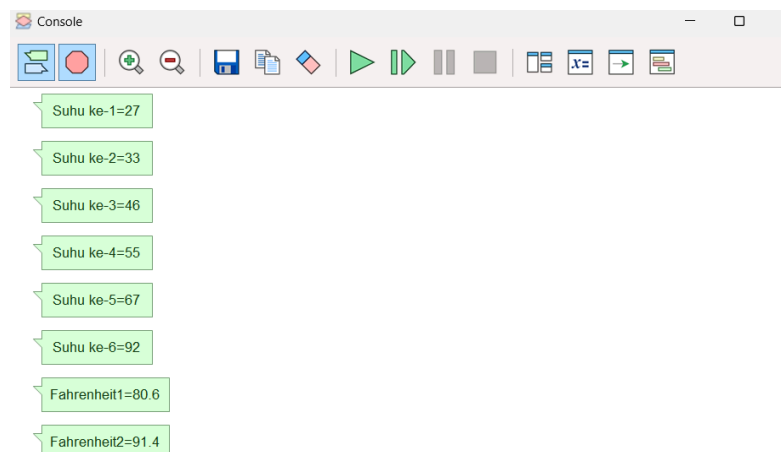 Console
x=
Suhu ke-1=27
Suhu ke-2=33
Suhu ke-3=46
Suhu ke-4=55
Suhu ke-5=67
Suhu ke-6=92
Fahrenheit1=80.6
Fahrenheit2=91.4